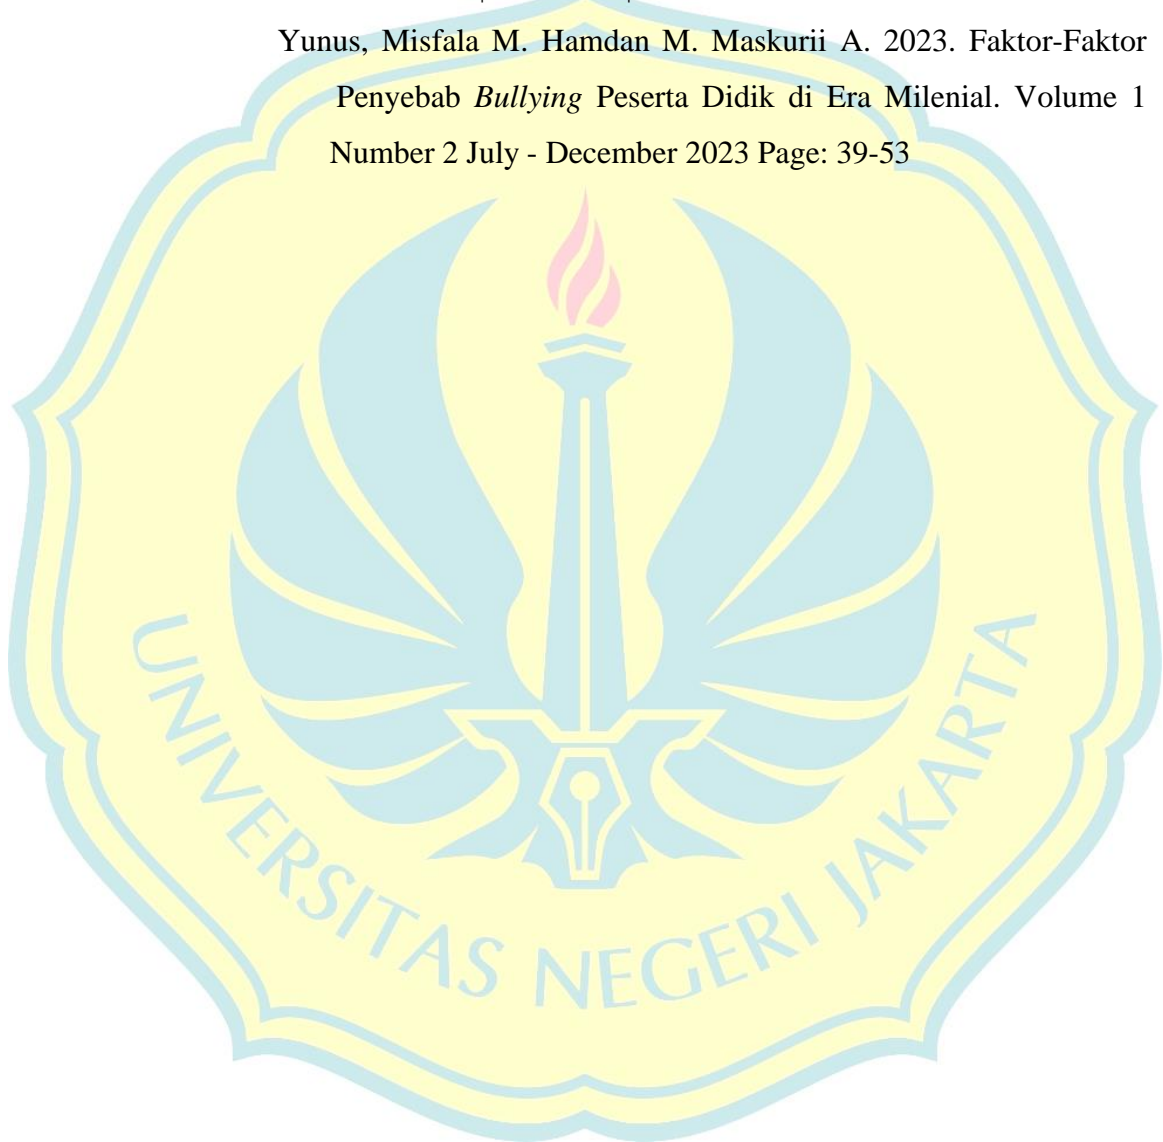 Yunus, Misfala M. Hamdan M. Maskurii A. 2023. Faktor-Faktor
Penyebab Bullying Peserta Didik di Era Milenial. Volume 1
Number 2 July - December 2023 Page: 39-53
UNIVERSITAS NEGERI JAKARTA